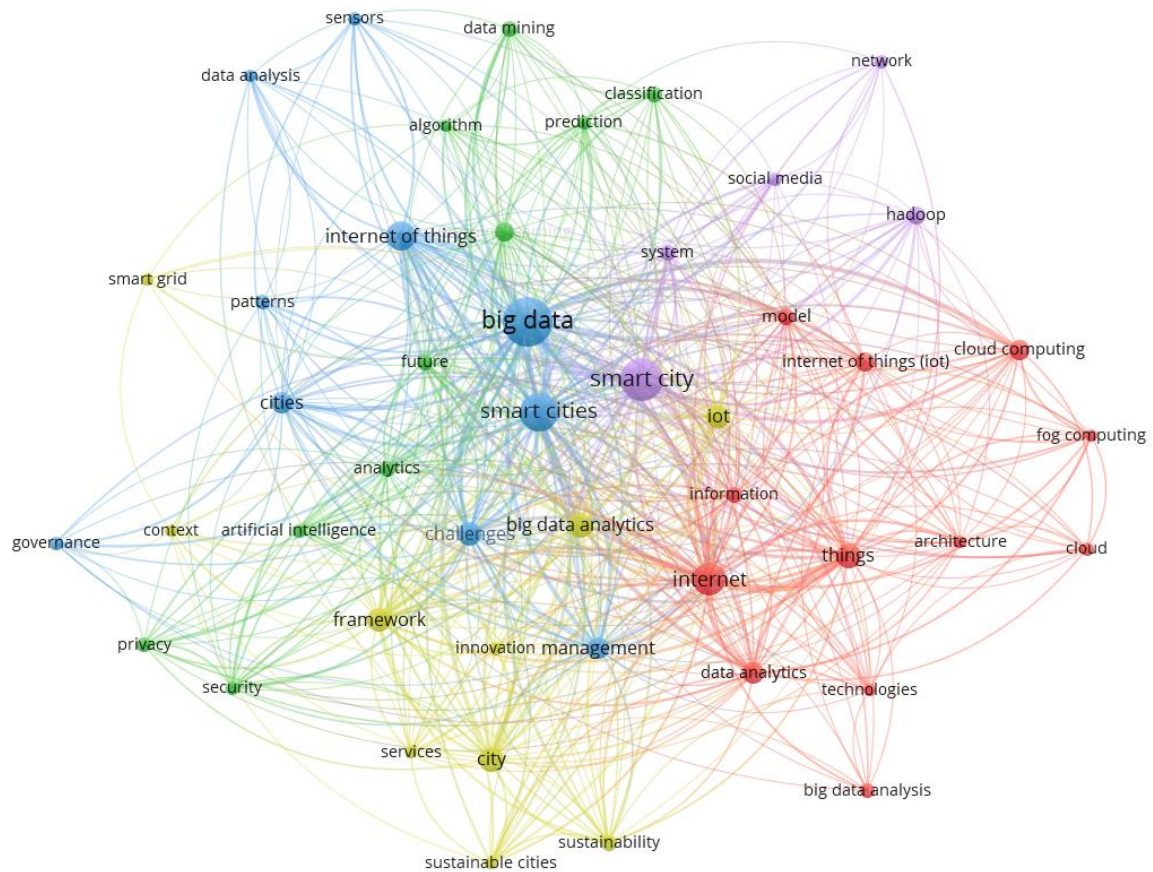 sensors
data mining
network
data analysis
classification
algorithm
prediction
social media
hadoop
internet of things
system
smart grid
patterns
model
big data
cloud computing
future
internet of things (iot)
smart city
cities
smart cities
iot
fog computing
analytics
information
context
artificial intelligence
challenges
big data analytics
governance
architecture
cloud
things
internet
framework
privacy
innovation
management
data analytics
security
technologies
services
city
big data analysis
sustainability
sustainable cities